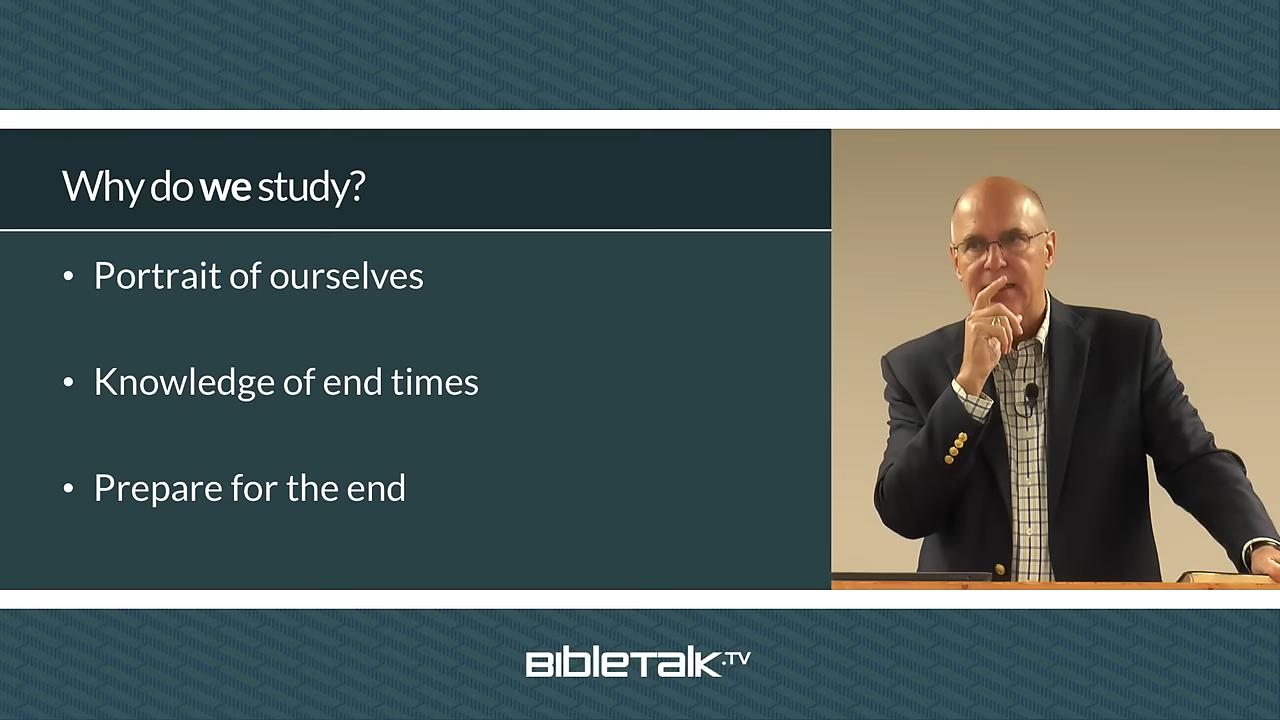 Why do we study?
• Portrait of ourselves
• Knowledge of end times
• Prepare for the end
BibleTalk.TV